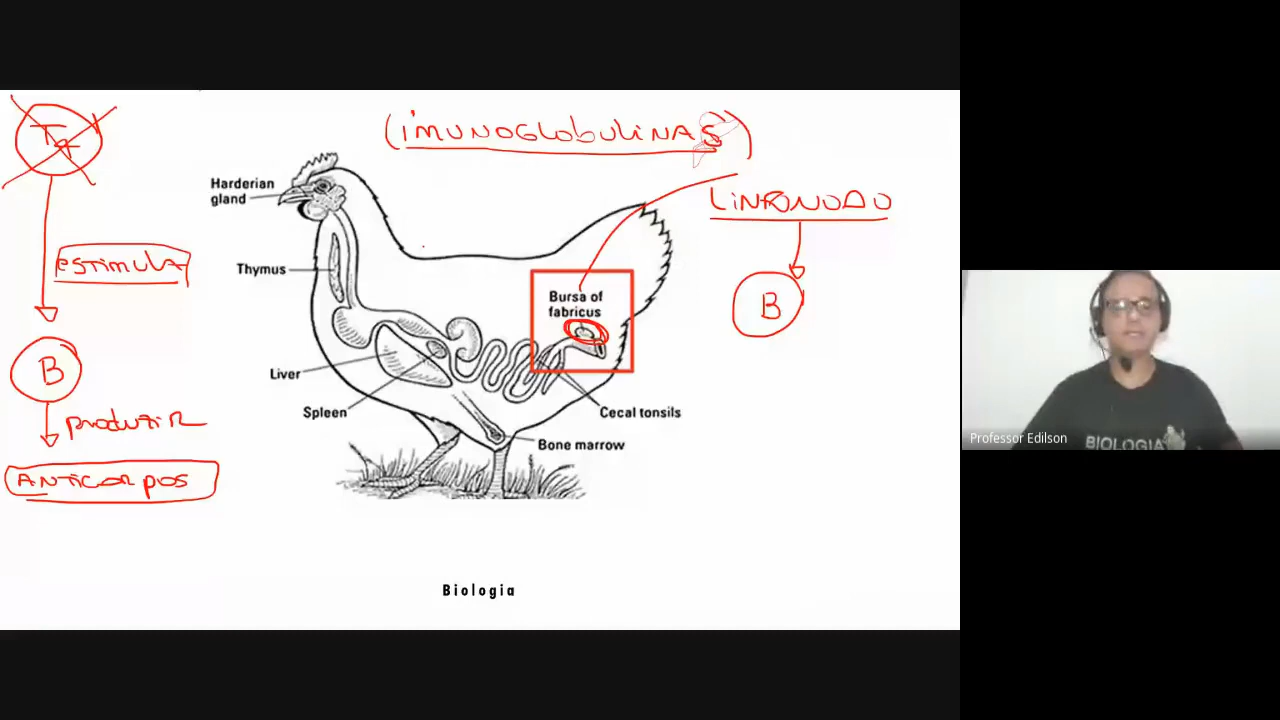 T4
estimula
B
produzir
ANTICORPOS
(IMUNOGLOBULINAS)
LINFONODO
B
Harderian
gland
Thymus
Liver
Spleen
Bursa of
fabricus
Cecal tonsils
Bone marrow
Biologia
Professor Edilson
BIOLOGIA